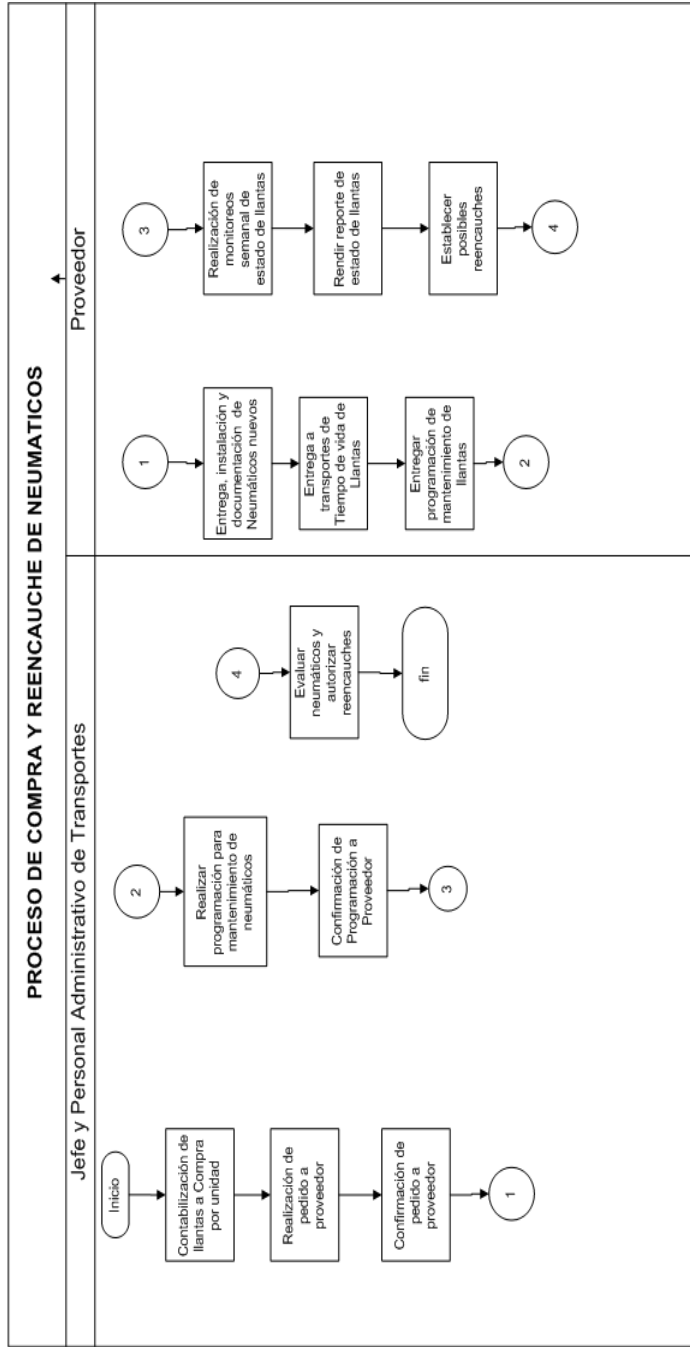 PROCESO DE COMPRA Y REENCAUCHE DE NEUMATICOS
Jefe y Personal Administrativo de Transportes
Inicio
Contabilización de
llantas a Compra
por unidad
Realización de
pedido a
proveedor
Confirmación de
pedido a
proveedor
1
2
Realizar
programación para
mantenimiento de
neumáticos
Confirmación de
Programación a
Proveedor
3
4
Evaluar
neumáticos y
autorizar
reencauches
fin
Proveedor
1
Entrega, instalación y
documentación de
Neumáticos nuevos
Entrega a
transportes de
Tiempo de vida de
Llantas
Entregar
programación de
mantenimiento de
llantas
2
3
Realización de
monitoreos
semanal de
estado de llantas
Rendir reporte de
estado de llantas
Establecer
posibles
reencauches
4